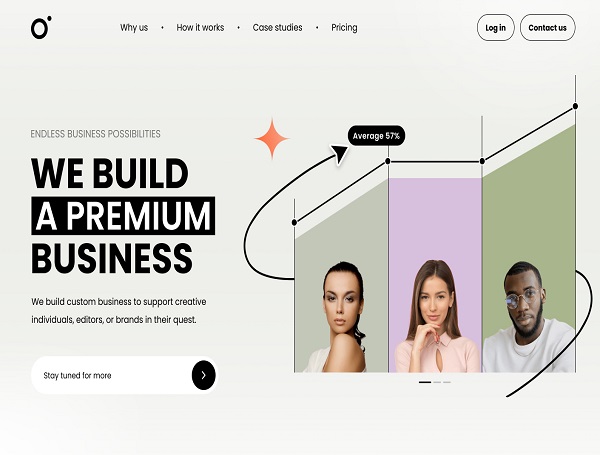 Why us • How it works • Case studies • Pricing
Log in
Contact us
ENDLESS BUSINESS POSSIBILITIES
Average 57%
WE BUILD
A PREMIUM
BUSINESS
We build custom business to support creative
individuals, editors, or brands in their quest.
Stay tuned for more